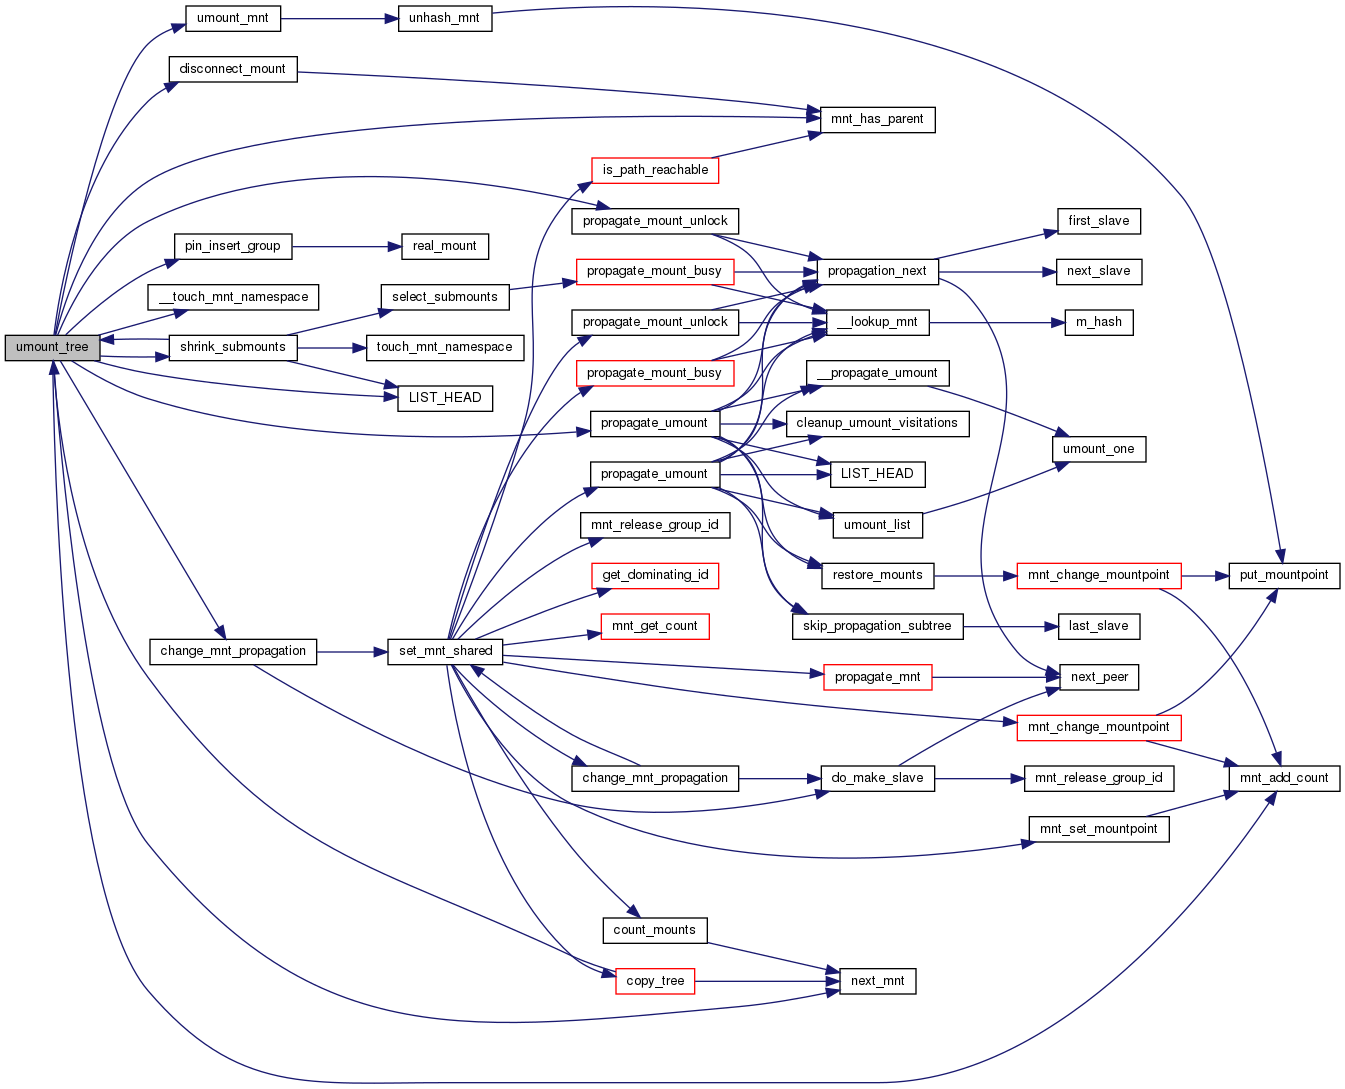 umount_mnt
unhash_mnt
disconnect_mount
mnt_has_parent
is_path_reachable
propagate_mount_unlock
first_slave
pin_insert_group
real_mount
propagate_mount_busy
propagation_next
next_slave
__touch_mnt_namespace
select_submounts
propagate_mount_unlock
__lookup_mnt
m_hash
umount_tree
shrink_submounts
touch_mnt_namespace
propagate_mount_busy
__propagate_umount
LIST_HEAD
propagate_umount
cleanup_umount_visitations
umount_one
propagate_umount
LIST_HEAD
mnt_release_group_id
umount_list
get_dominating_id
restore_mounts
mnt_change_mountpoint
put_mountpoint
mnt_get_count
skip_propagation_subtree
last_slave
change_mnt_propagation
set_mnt_shared
propagate_mnt
next_peer
mnt_change_mountpoint
change_mnt_propagation
do_make_slave
mnt_release_group_id
mnt_add_count
mnt_set_mountpoint
count_mounts
copy_tree
next_mnt